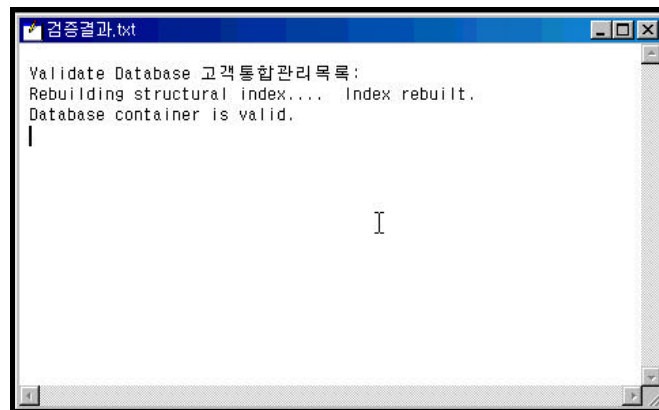 검증결과.txt
Validate Database 고객통합관리목록:
Rebuilding structural index.... Index rebuilt.
Database container is valid.